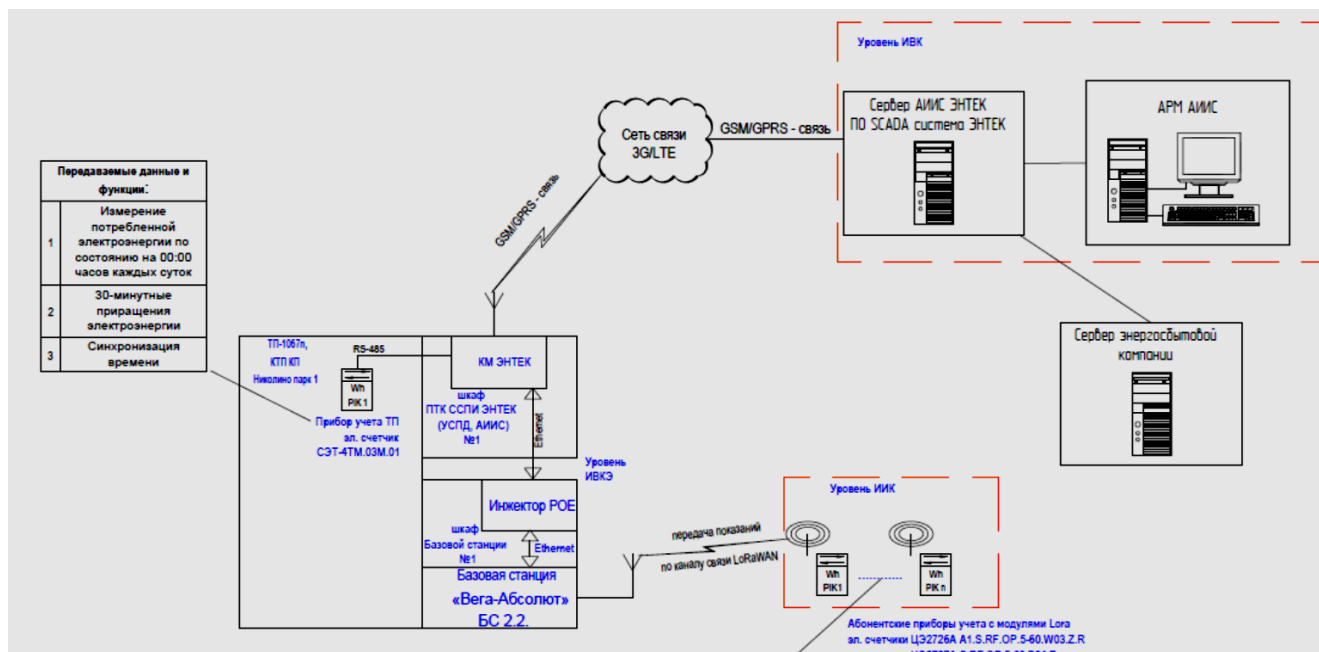 Уровень ИВК
Сервер АИИС ЭНТЕК
ПО SCADA система ЭНТЕК
АРМ АИИС
GSM/GPRS - связь
Сеть связи
3G/LTE
GSM/GPRS - связь
Передаваемые данные и
функции:
1
Измерение
потребленной
электроэнергии по
состоянию на 00:00
часов каждых суток
2
30-минутные
приращения
электроэнергии
3
Синхронизация
времени
Сервер энергосбытовой
компании
ТП-1067п,
КТП КП
Николино парк 1
RS-485
Wh
PIK 1
КМ ЭНТЕК
шкаф
ПТК ССПИ ЭНТЕК
(УСПД, АИИС)
№1
Ethernet
Прибор учета ТП
эл. счетчик
СЭТ-4ТМ.03М.01
Уровень
ИВКЭ
Инжектор POE
шкаф
Базовой станции
№1
Ethernet
Базовая станция
«Вега-Абсолют»
БС 2.2.
передача показаний
по каналу связи LoRaWAN
Уровень ИИК
Wh
PIK1
Wh
PIK n
Абонентские приборы учета с модулями Lora
эл. счетчики ЦЭ2726А A1.S.RF.OP.5-60.W03.Z.R